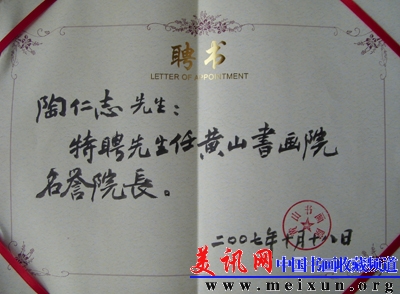 聘书
LETTER OF APPOINTMENT
陶仁志先生：
特聘先生任黄山書画院
名誉院長。
二〇〇七年十月十八日
美讯网 中国书画收藏频道
www.meixun.org